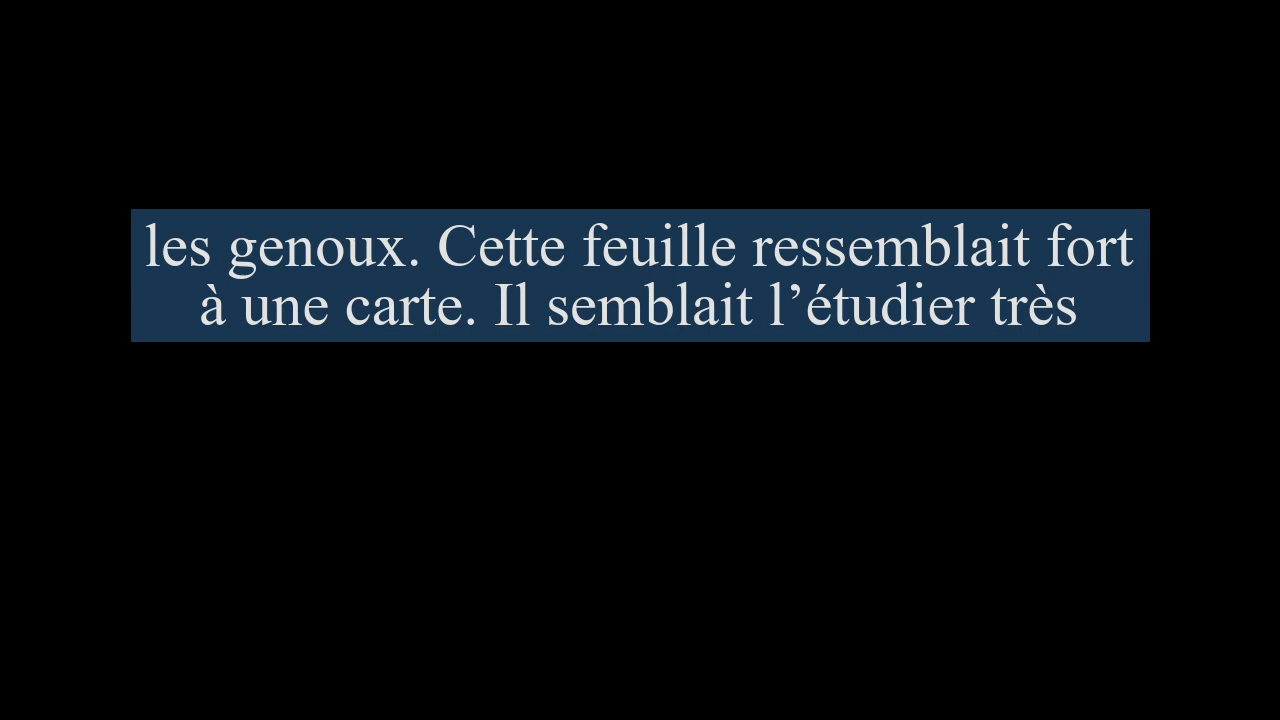 les genoux. Cette feuille ressemblait fort
à une carte. Il semblait l’étudier très